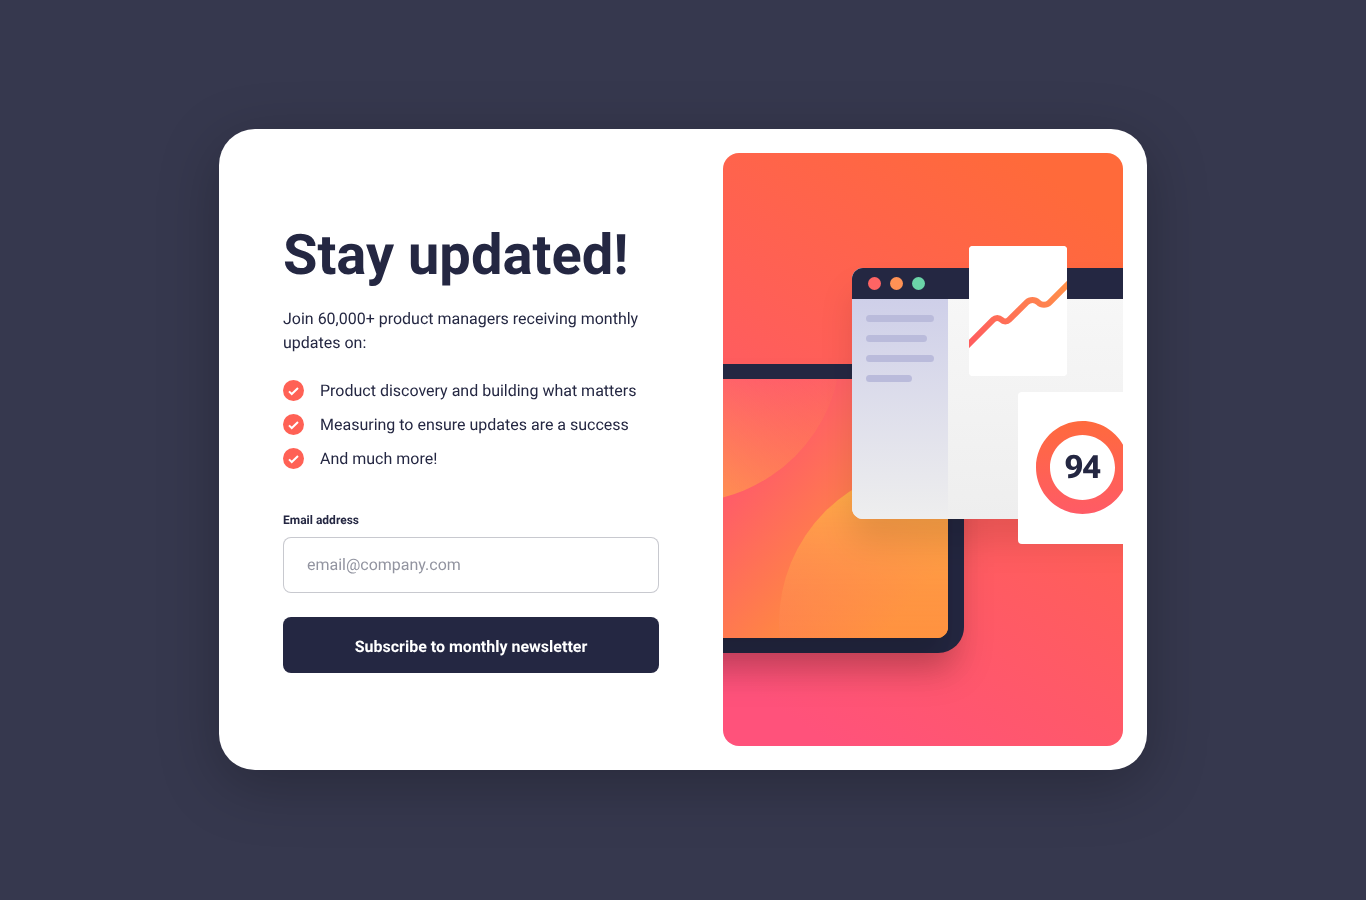 Stay updated!
Join 60,000+ product managers receiving monthly
updates on:
Product discovery and building what matters
Measuring to ensure updates are a success
And much more!
Email address
email@company.com
Subscribe to monthly newsletter
94